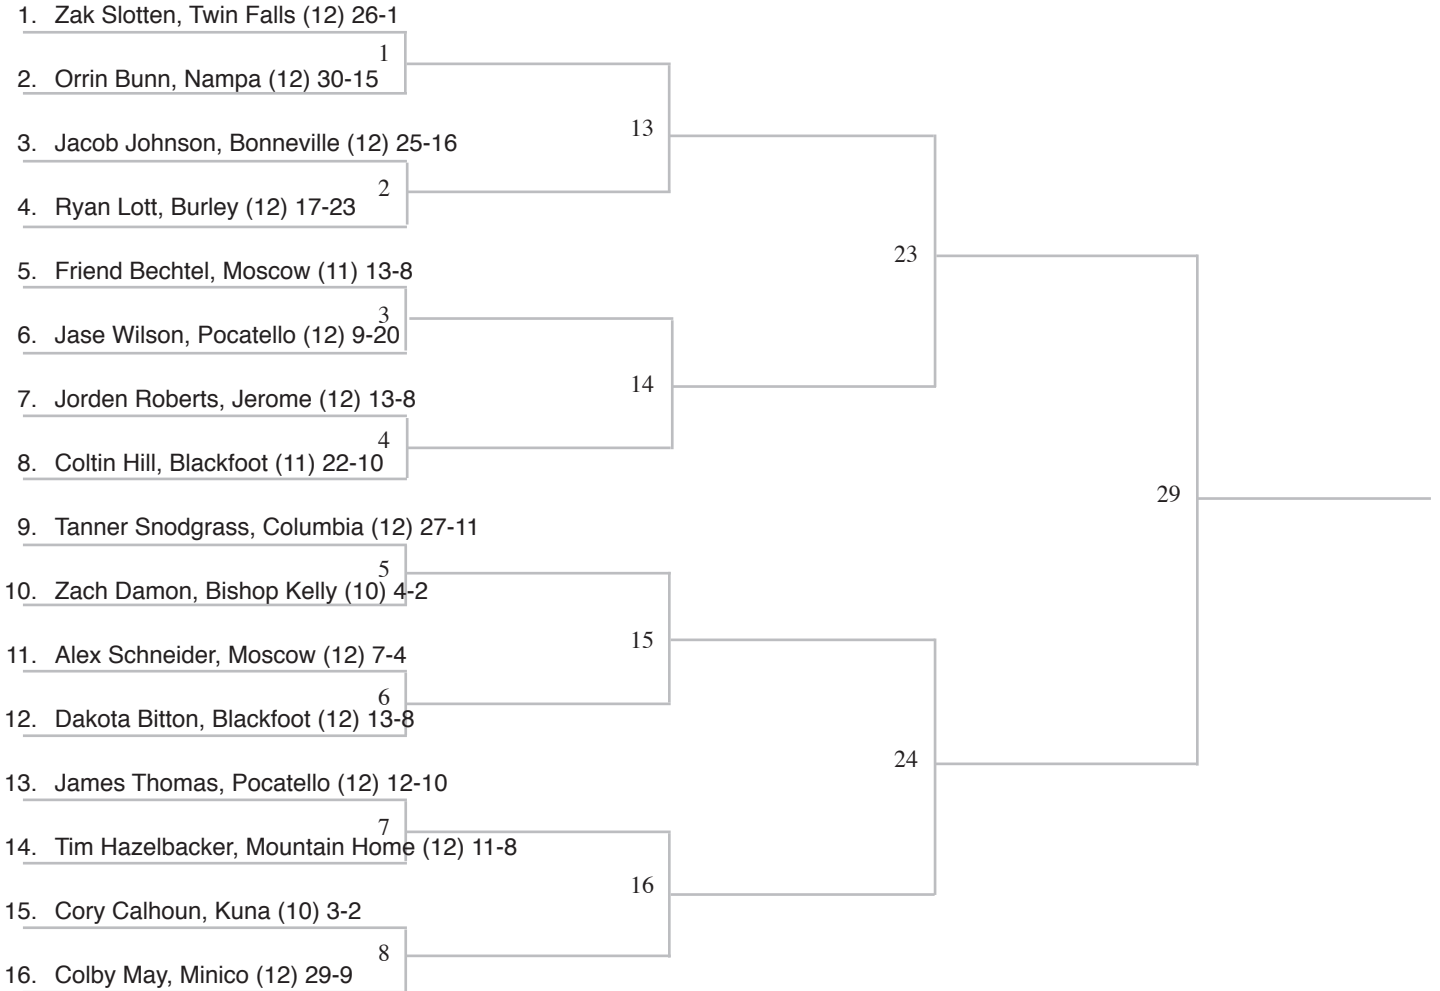 1. Zak Slotten, Twin Falls (12) 26-1
1
2. Orrin Bunn, Nampa (12) 30-15
13
3. Jacob Johnson, Bonneville (12) 25-16
2
4. Ryan Lott, Burley (12) 17-23
23
5. Friend Bechtel, Moscow (11) 13-8
3
6. Jase Wilson, Pocatello (12) 9-20
14
7. Jorden Roberts, Jerome (12) 13-8
4
8. Coltin Hill, Blackfoot (11) 22-10
29
9. Tanner Snodgrass, Columbia (12) 27-11
5
10. Zach Damon, Bishop Kelly (10) 4-2
15
11. Alex Schneider, Moscow (12) 7-4
6
12. Dakota Bitton, Blackfoot (12) 13-8
24
13. James Thomas, Pocatello (12) 12-10
7
14. Tim Hazelbacker, Mountain Home (12) 11-8
16
15. Cory Calhoun, Kuna (10) 3-2
8
16. Colby May, Minico (12) 29-9